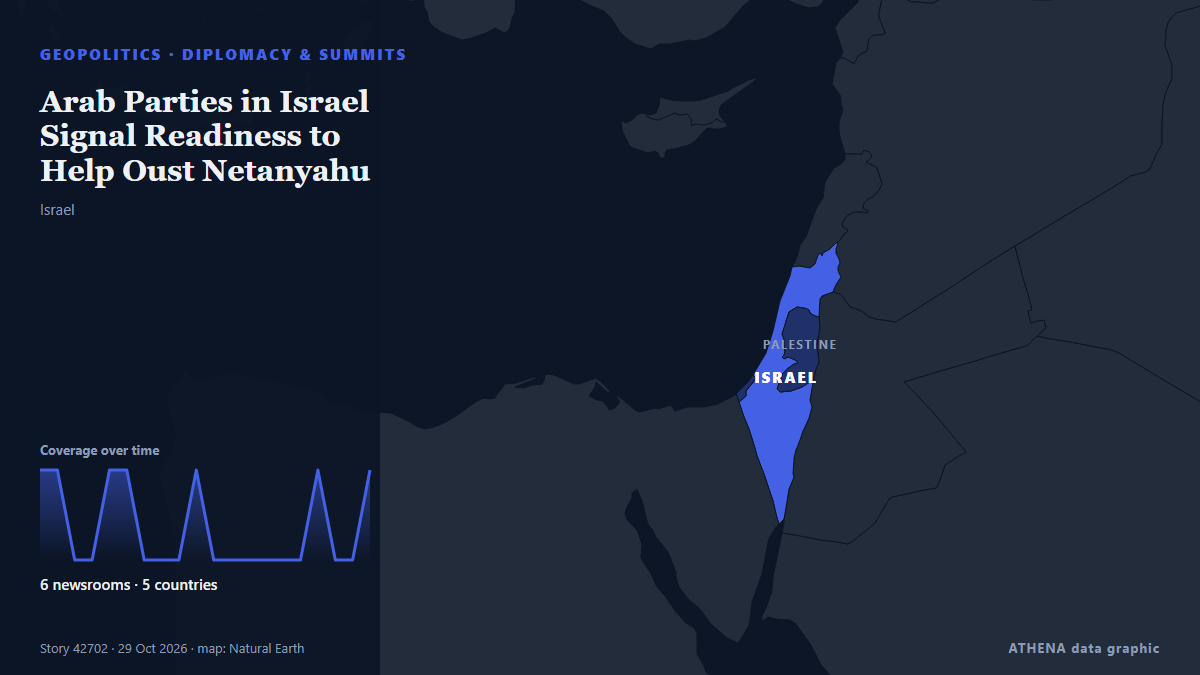 GEOPOLITICS · DIPLOMACY & SUMMITS
Arab Parties in Israel
Signal Readiness to
Help Oust Netanyahu
Israel
PALESTINE
ISRAEL
Coverage over time
6 newsrooms · 5 countries
Story 42702 · 29 Oct 2026 · map: Natural Earth
ATHENA data graphic